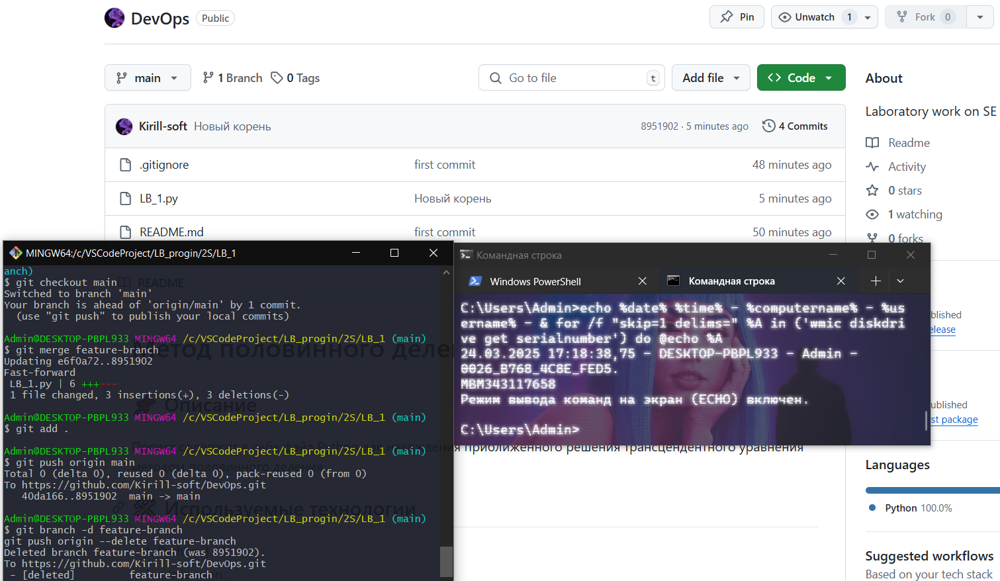 DevOps Public
Pin
Unwatch 1
Fork 0
main
1 Branch
0 Tags
Go to file t
Add file
Code
Kirill-soft Новый корень
8951902 · 5 minutes ago
4 Commits
.gitignore first commit 48 minutes ago
LB_1.py Новый корень 5 minutes ago
README.md first commit 50 minutes ago
About
Laboratory work on SE
Readme
Activity
0 stars
1 watching
0 forks
MINGW64:/c/VSCodeProject/LB_progin/2S/LB_1
anch)
$ git checkout main
Switched to branch 'main'
Your branch is ahead of 'origin/main' by 1 commit.
(use "git push" to publish your local commits)
Admin@DESKTOP-PBPL933 MINGW64 /c/VSCodeProject/LB_progin/2S/LB_1 (main)
$ git merge feature-branch
Updating e6f0a72..8951902
Fast-forward
LB_1.py | 6 +++---
1 file changed, 3 insertions(+), 3 deletions(-)
Admin@DESKTOP-PBPL933 MINGW64 /c/VSCodeProject/LB_progin/2S/LB_1 (main)
$ git add .
Admin@DESKTOP-PBPL933 MINGW64 /c/VSCodeProject/LB_progin/2S/LB_1 (main)
$ git push origin main
Total 0 (delta 0), reused 0 (delta 0), pack-reused 0 (from 0)
To https://github.com/Kirill-soft/DevOps.git
40da166..8951902 main -> main
Admin@DESKTOP-PBPL933 MINGW64 /c/VSCodeProject/LB_progin/2S/LB_1 (main)
$ git branch -d feature-branch
git push origin --delete feature-branch
Deleted branch feature-branch (was 8951902).
To https://github.com/Kirill-soft/DevOps.git
- [deleted] feature-branch
README
етод половинного деле
Описание
методом половинного деления
Используемые технологии
Командная строка
Windows PowerShell
Командная строка
C:\Users\Admin>echo %date% %time% - %computername% - %us
ername% - & for /f "skip=1 delims=" %A in ('wmic diskdri
ve get serialnumber') do @echo %A
24.03.2025 17:18:38,75 - DESKTOP-PBPL933 - Admin -
0026_B768_4C8E_FED5.
MBM343117658
Режим вывода команд на экран (ECHO) включен.
C:\Users\Admin>
приближенного решения трансцендентного уравнения
blished
elease
ublished
rst package
Languages
Python 100.0%
Suggested workflows
Based on your tech stack